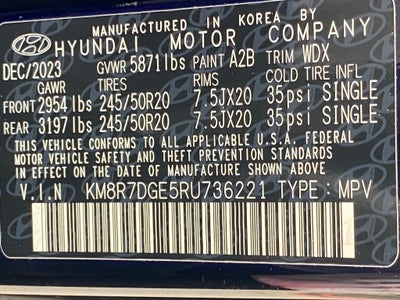 MANUFACTURED IN KOREA BY
HYUNDAI MOTOR COMPANY
DEC/2023 GVWR 5871lbs PAINT A2B TRIM WDX
GAWR TIRES RIMS COLD TIRE INFL
FRONT 2954 lbs 245/50R20 7.5JX20 35psi SINGLE
REAR 3197 lbs 245/50R20 7.5JX20 35psi SINGLE
THIS VEHICLE CONFORMS TO ALL APPLICABLE U.S.A. FEDERAL
MOTOR VEHICLE SAFETY AND THEFT PREVENTION STANDARDS
IN EFFECT ON THE DATE OF MANUFACTURE SHOWN ABOVE
V.I.N KM8R7DGE5RU736221 TYPE : MPV